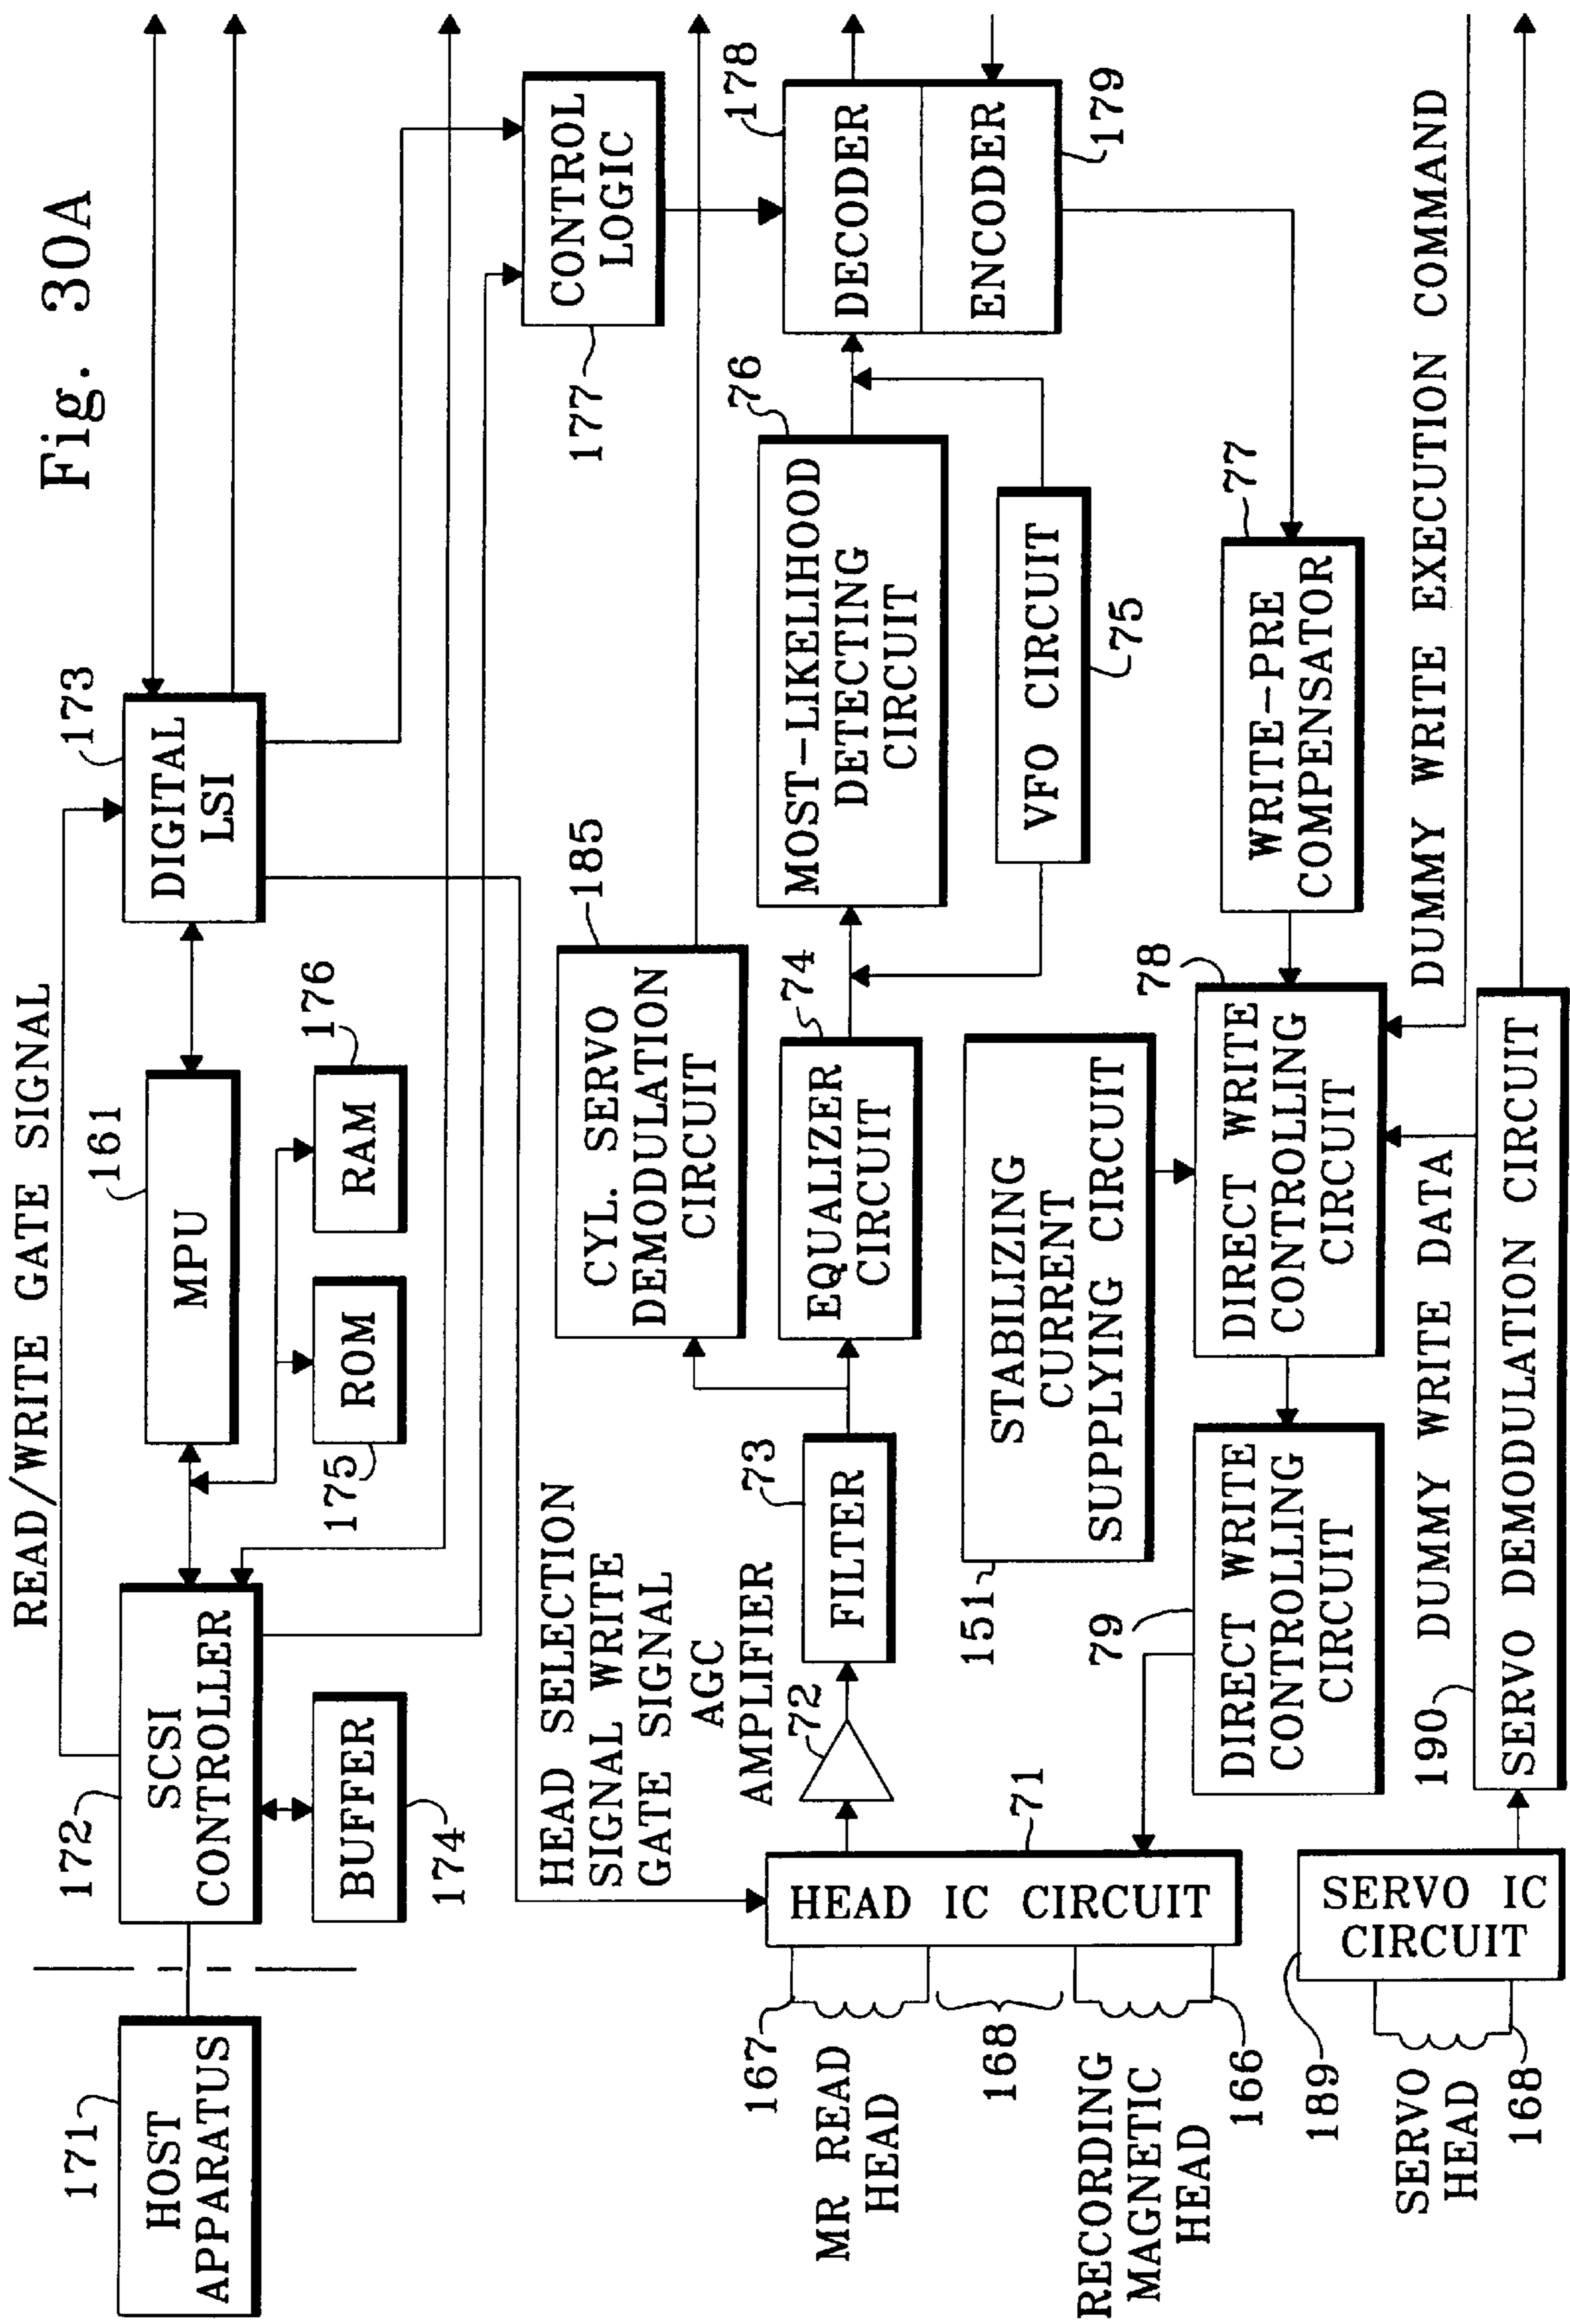 Fig. 30A
READ/WRITE GATE SIGNAL
171
HOST
APPARATUS
172
SCSI
CONTROLLER
BUFFER
174
161
MPU
ROM
175
RAM
176
173
DIGITAL
LSI
CONTROL
LOGIC
177
HEAD SELECTION
SIGNAL WRITE
GATE SIGNAL
CYL. SERVO
DEMODULATION
CIRCUIT
185
AGC
AMPLIFIER
72
FILTER
73
EQUALIZER
CIRCUIT
74
MOST-LIKELIHOOD
DETECTING
CIRCUIT
76
VFO CIRCUIT
75
DECODER
178
ENCODER
179
HEAD IC CIRCUIT
71
167
MR READ
HEAD
168
RECORDING
MAGNETIC
HEAD
166
STABILIZING
CURRENT
SUPPLYING CIRCUIT
151
DIRECT WRITE
CONTROLLING
CIRCUIT
79
DIRECT WRITE
CONTROLLING
CIRCUIT
78
WRITE-PRE
COMPENSATOR
77
DUMMY WRITE DATA
DUMMY WRITE EXECUTION COMMAND
SERVO
HEAD
168
189
SERVO IC
CIRCUIT
190
SERVO DEMODULATION CIRCUIT